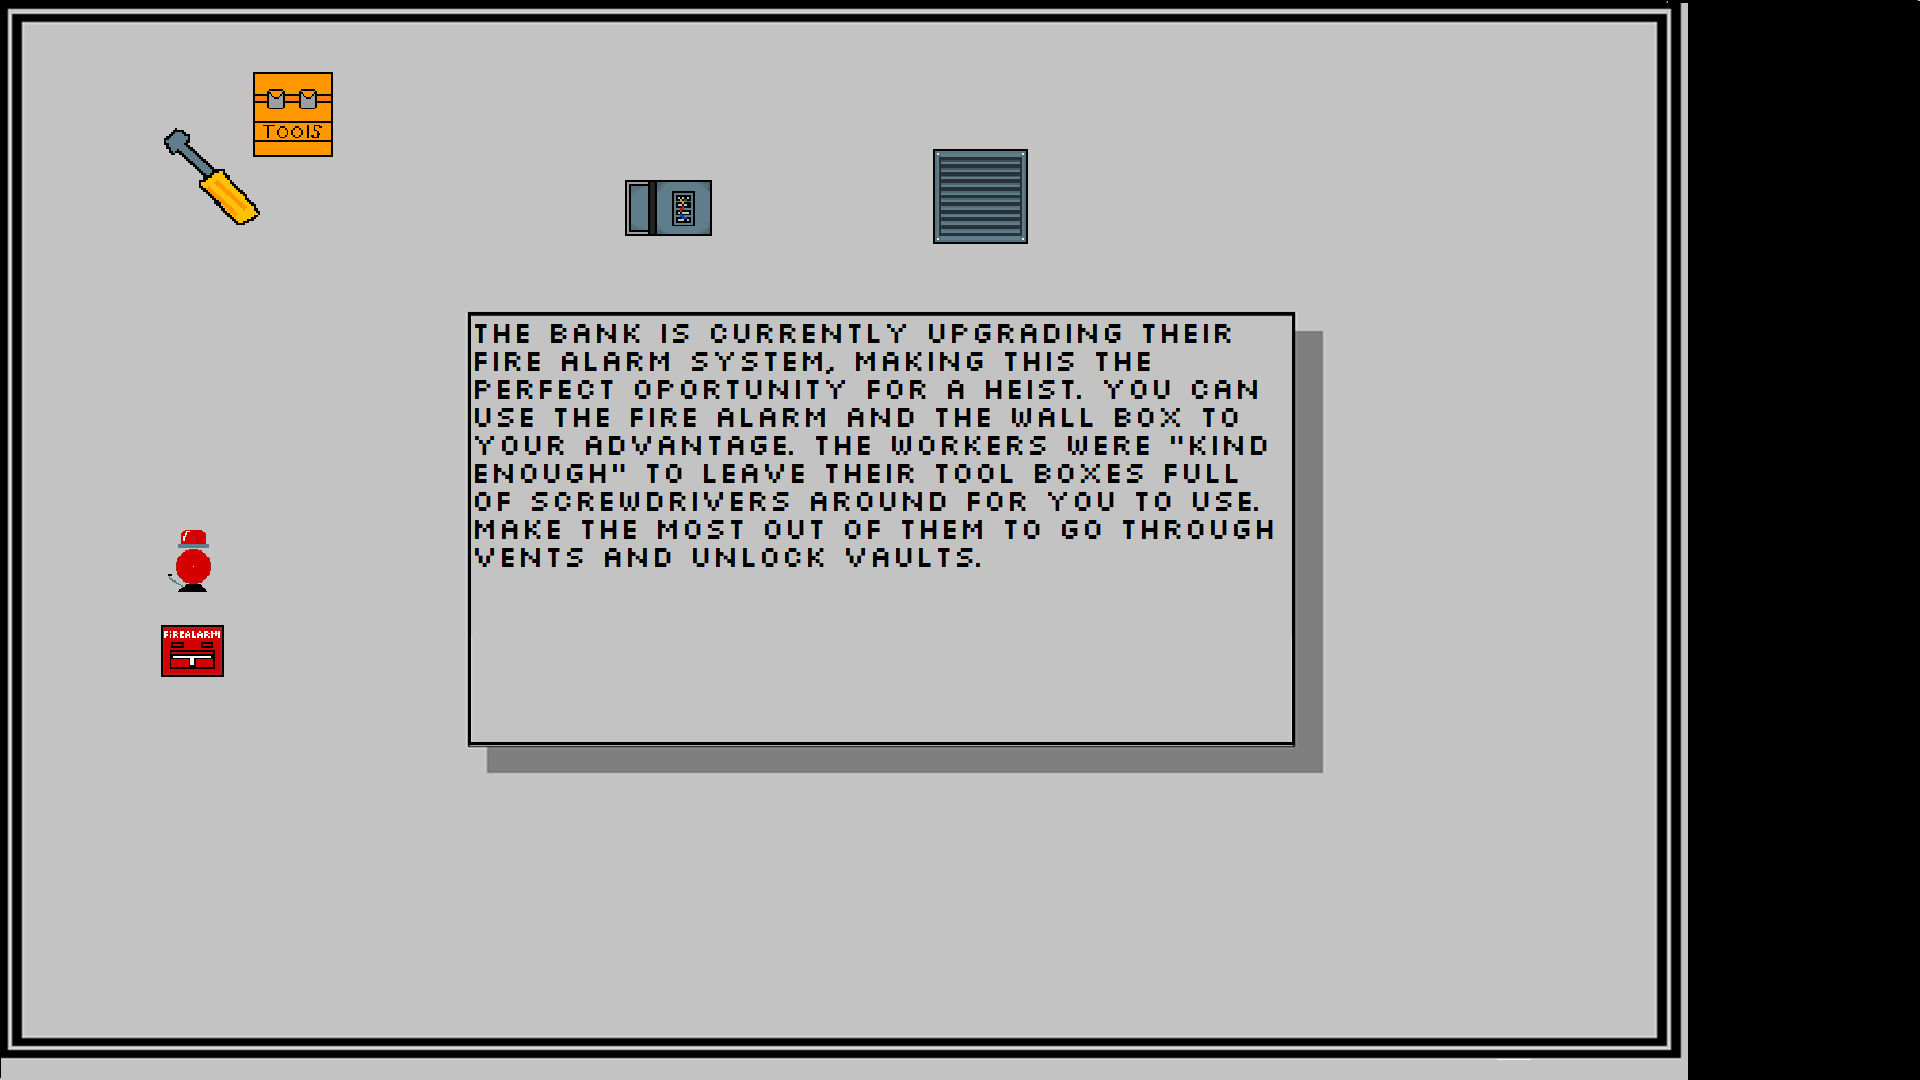 TOOLS
THE BANK IS CURRENTLY UPGRADING THEIR
FIRE ALARM SYSTEM, MAKING THIS THE
PERFECT OPORTUNITY FOR A HEIST. YOU CAN
USE THE FIRE ALARM AND THE WALL BOX TO
YOUR ADVANTAGE. THE WORKERS WERE "KIND
ENOUGH" TO LEAVE THEIR TOOL BOXES FULL
OF SCREWDRIVERS AROUND FOR YOU TO USE.
MAKE THE MOST OUT OF THEM TO GO THROUGH
VENTS AND UNLOCK VAULTS.
FIREALARM